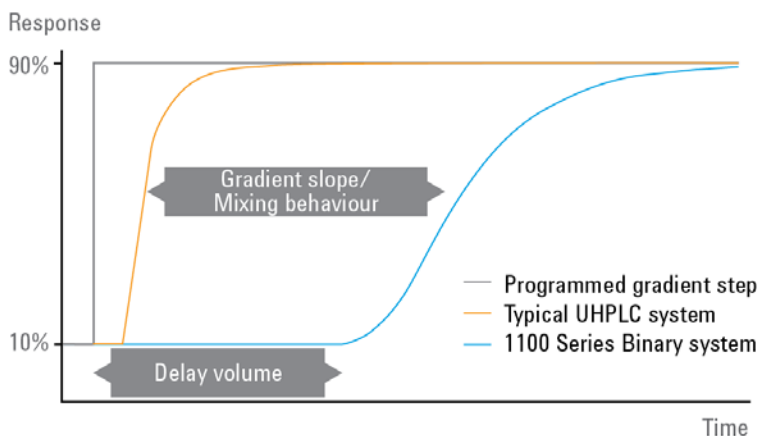 Response
90%
Gradient slope/
Mixing behaviour
Programmed gradient step
Typical UHPLC system
1100 Series Binary system
10%
Delay volume
Time